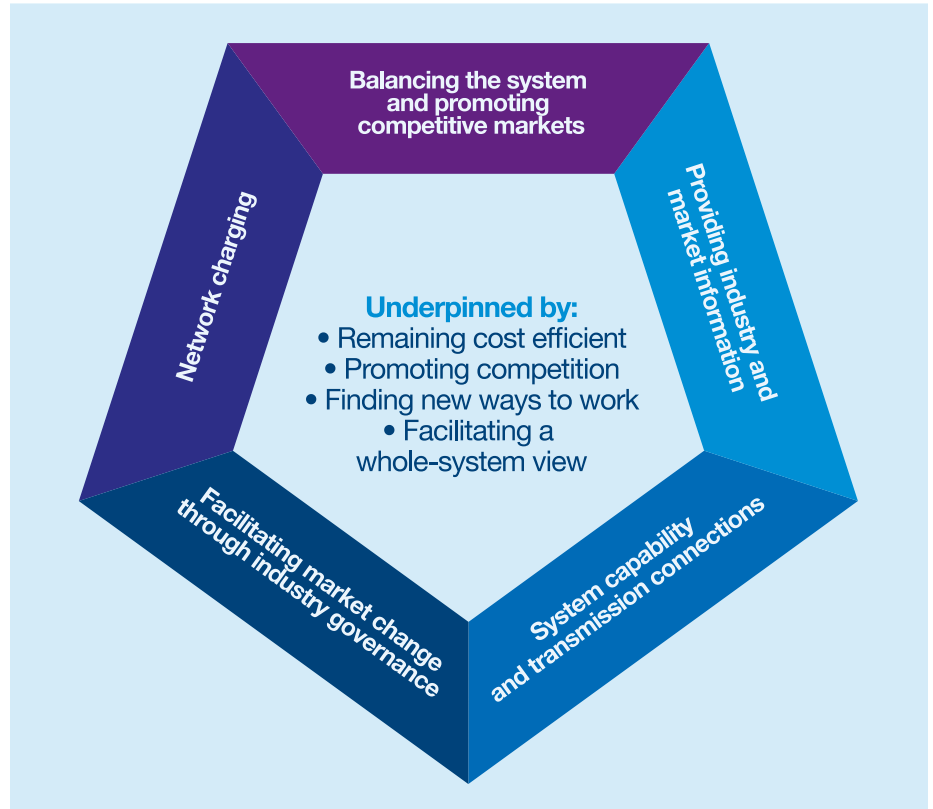 Balancing the system
and promoting
competitive markets
Providing industry and
market information
System capability
and transmission connections
Facilitating market change
through industry governance
Network charging
Underpinned by:
• Remaining cost efficient
• Promoting competition
• Finding new ways to work
• Facilitating a
whole-system view